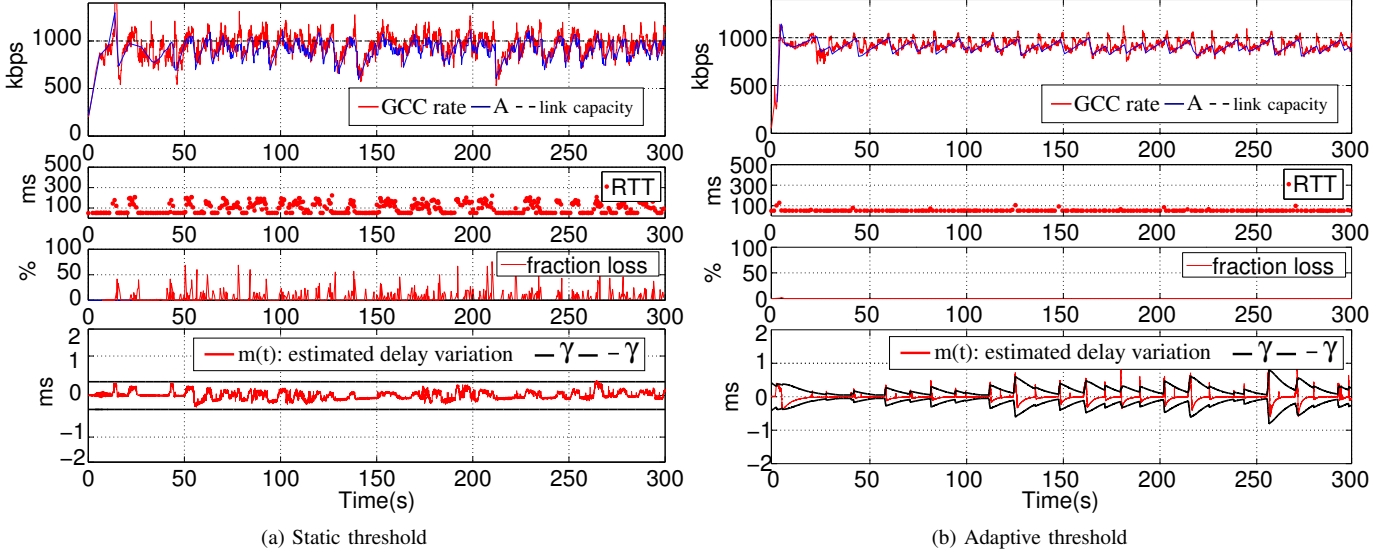 1000
500
0
kbps
GCC rate A link capacity
0 50 100 150 200 250 300
500
300
100
ms
RTT
0 50 100 150 200 250 300
100
50
0
%
fraction loss
0 50 100 150 200 250 300
2
1
0
−1
−2
ms
m(t): estimated delay variation γ −γ
0 50 100 150 200 250 300
Time(s)
(a) Static threshold
1000
500
0
kbps
GCC rate A link capacity
0 50 100 150 200 250 300
500
300
100
ms
RTT
0 50 100 150 200 250 300
100
50
0
%
fraction loss
0 50 100 150 200 250 300
2
1
0
−1
−2
ms
m(t): estimated delay variation γ −γ
0 50 100 150 200 250 300
Time(s)
(b) Adaptive threshold